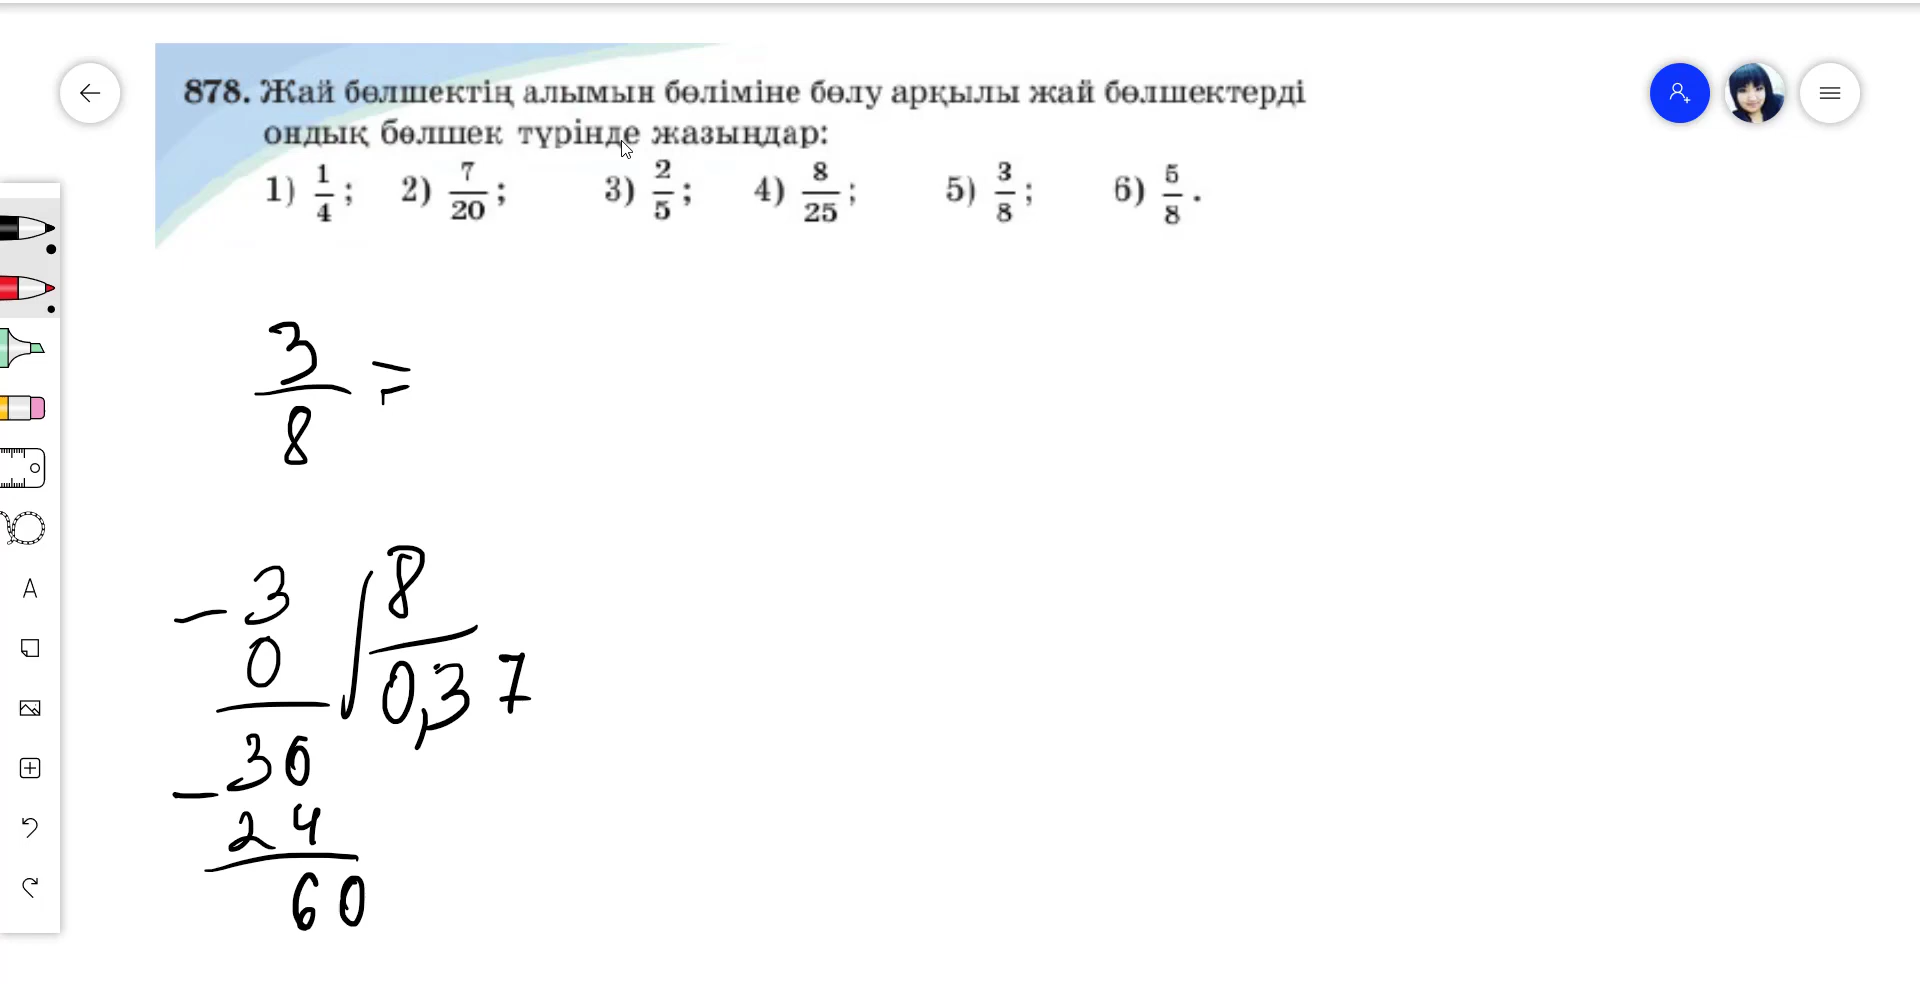 878. Жай бөлшектің алымын бөліміне бөлу арқылы жай бөлшектерді
ондық бөлшек түрінде жазыңдар:
1) 1/4; 2) 7/20; 3) 2/5; 4) 8/25; 5) 3/8; 6) 5/8.
3/8 =
- 3 8
0 0,37
- 30
24
60
A